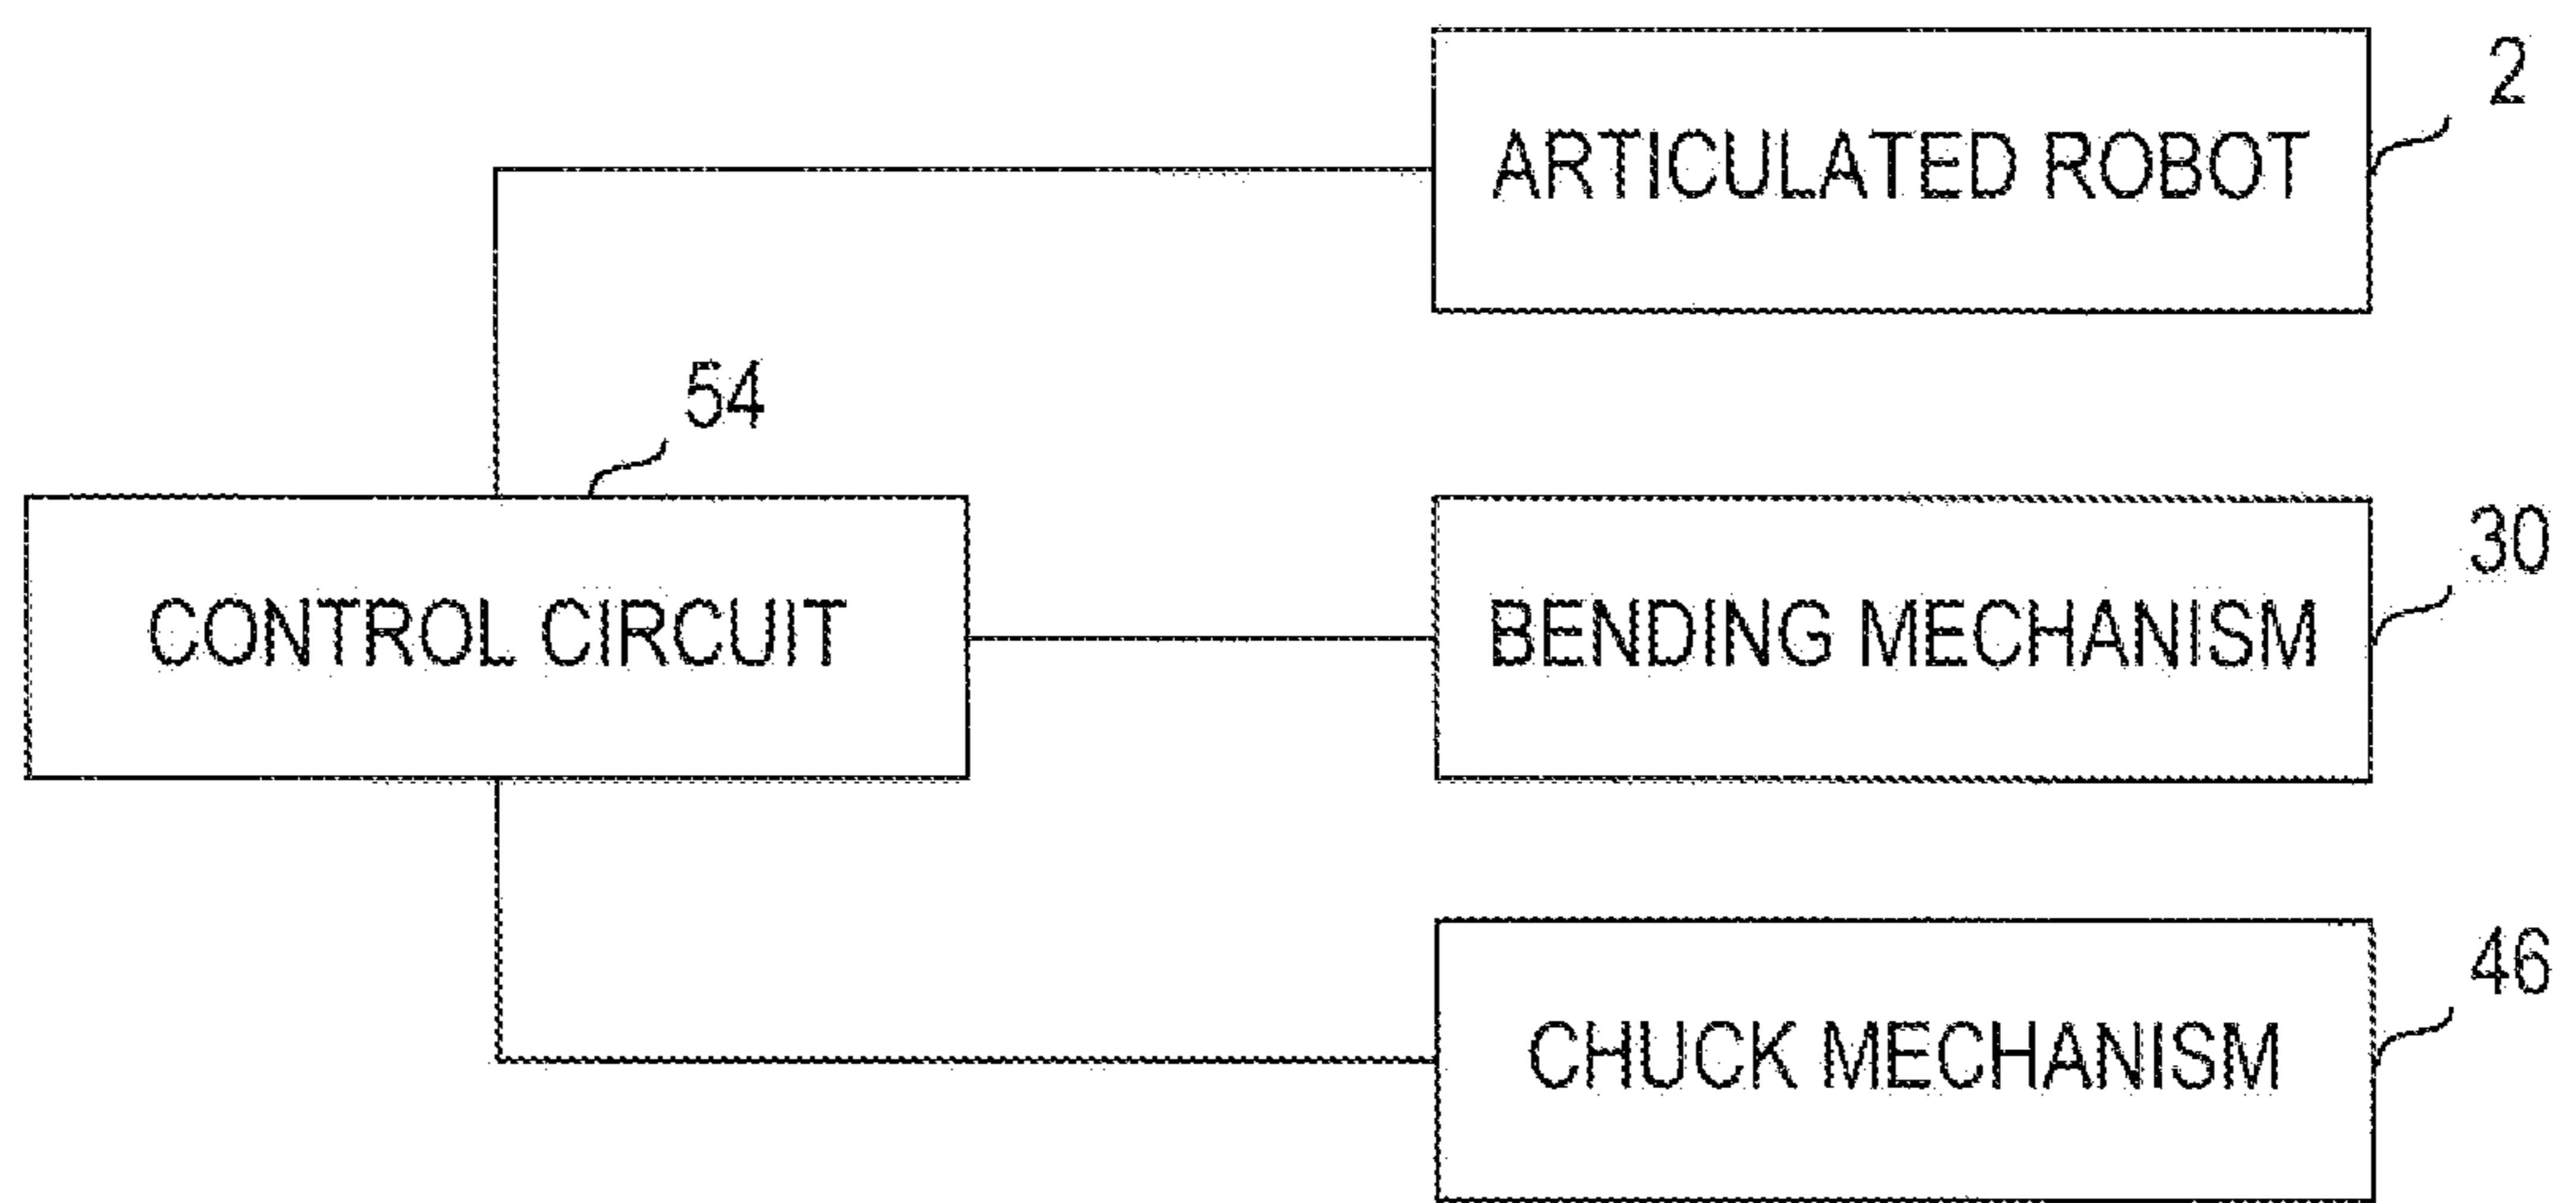 2
ARTICULATED ROBOT
54
CONTROL CIRCUIT
30
BENDING MECHANISM
46
CHUCK MECHANISM